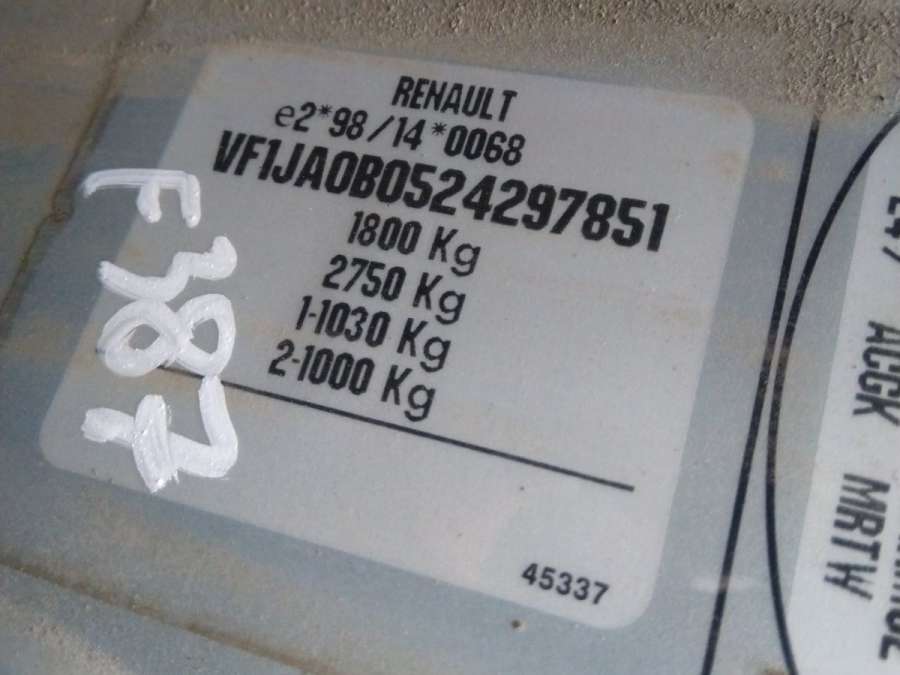 RENAULT
e2*98/14*0068
VF1JA0B0524297851
1800 Kg
2750 Kg
1-1030 Kg
2-1000 Kg
45337
F387
ACGK MRTW